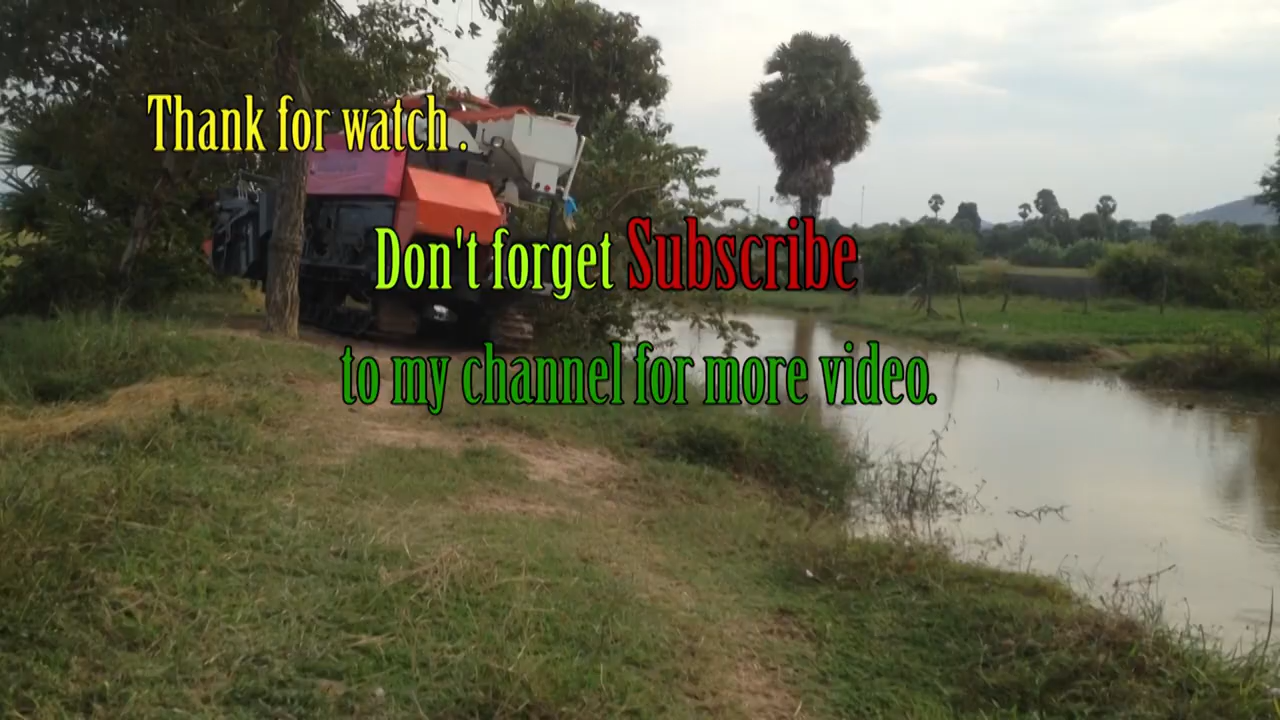 Thank for watch .
Don't forget Subscribe
to my channel for more video.